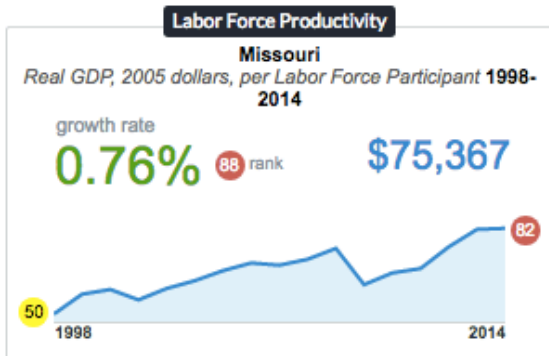 Labor Force Productivity
Missouri
Real GDP, 2005 dollars, per Labor Force Participant 1998-
2014
growth rate
0.76% 88 rank $75,367
82
50
1998 2014